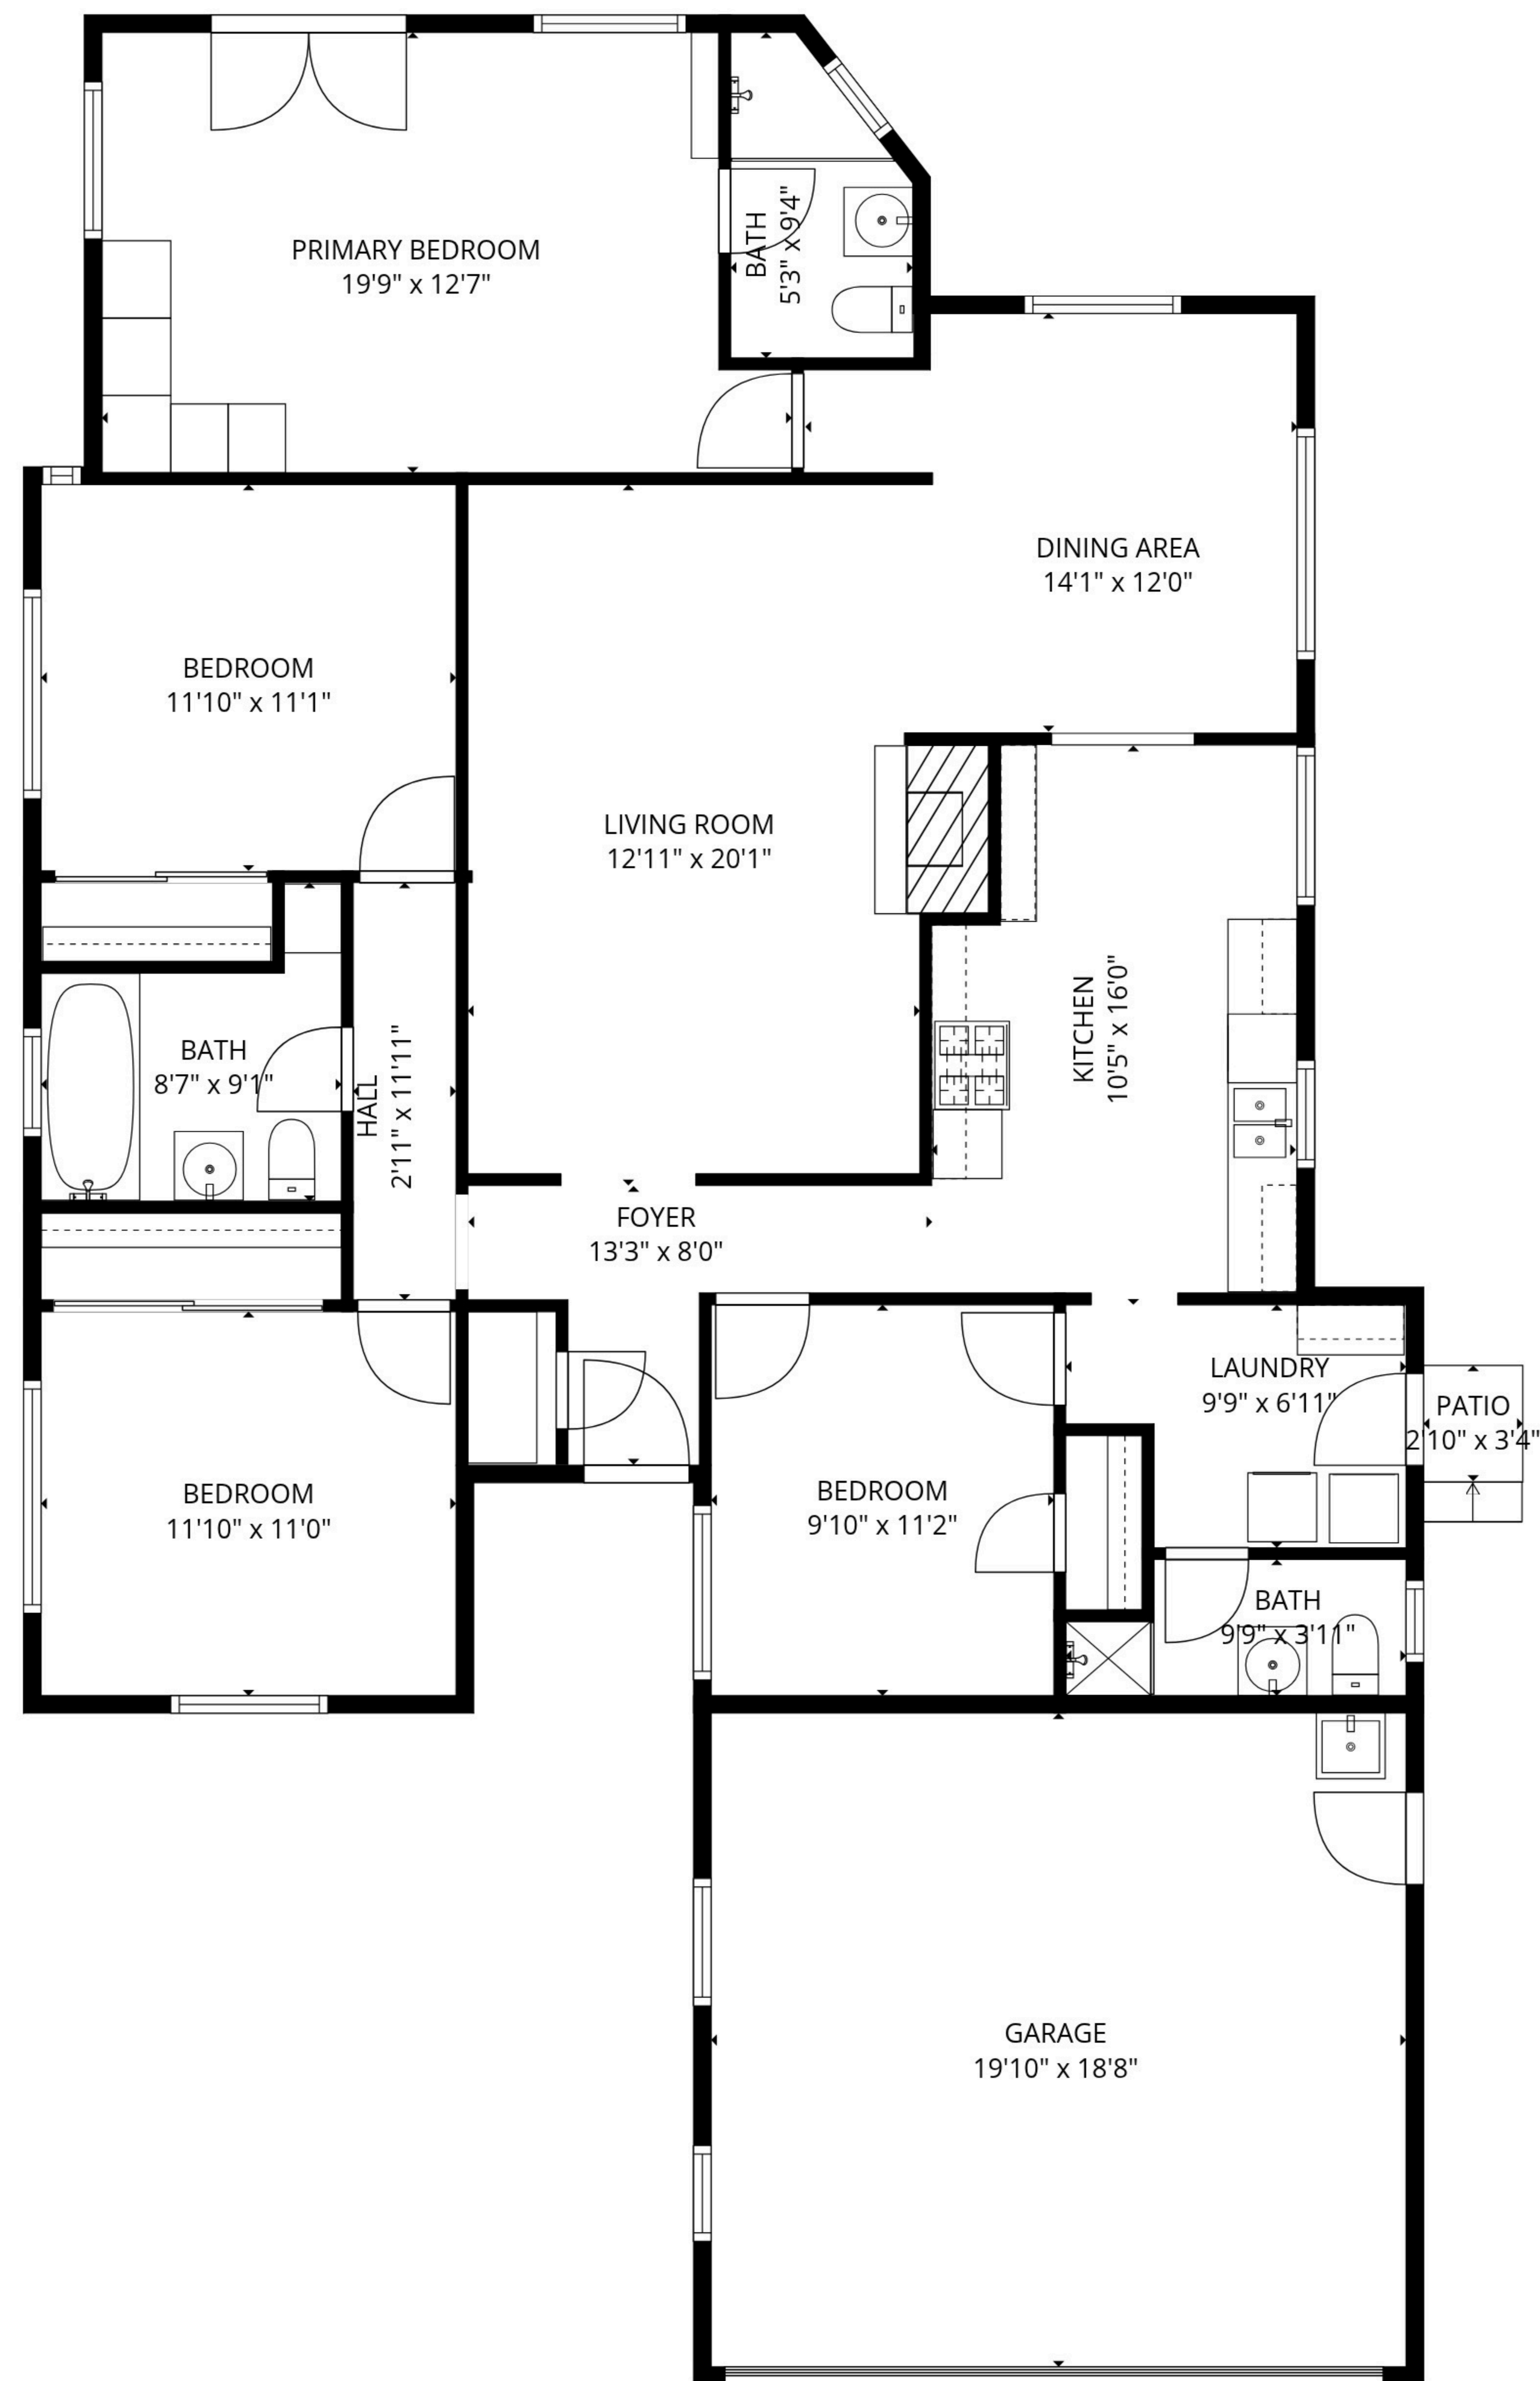 PRIMARY BEDROOM
19'9" x 12'7"
BATH
5'3" x 9'4"
DINING AREA
14'1" x 12'0"
BEDROOM
11'10" x 11'1"
LIVING ROOM
12'11" x 20'1"
KITCHEN
10'5" x 16'0"
BATH
8'7" x 9'1"
HALL
2'11" x 11'11"
FOYER
13'3" x 8'0"
LAUNDRY
9'9" x 6'11"
PATIO
2'10" x 3'4"
BEDROOM
11'10" x 11'0"
BEDROOM
9'10" x 11'2"
BATH
9'9" x 3'11"
GARAGE
19'10" x 18'8"